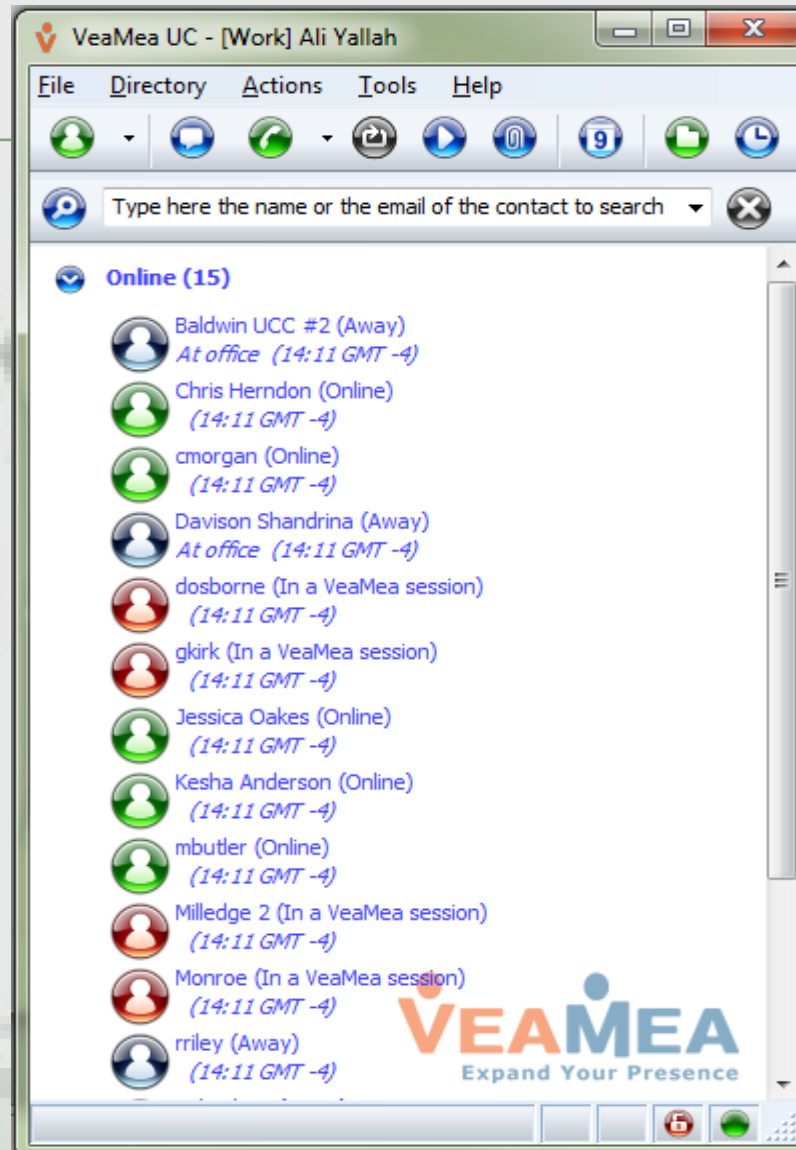 VeaMea UC - [Work] Ali Yallah
File Directory Actions Tools Help
9
Type here the name or the email of the contact to search
Online (15)
Baldwin UCC #2 (Away)
At office (14:11 GMT -4)
Chris Herndon (Online)
(14:11 GMT -4)
cmorgan (Online)
(14:11 GMT -4)
Davison Shandrina (Away)
At office (14:11 GMT -4)
dosborne (In a VeaMea session)
(14:11 GMT -4)
gkirk (In a VeaMea session)
(14:11 GMT -4)
Jessica Oakes (Online)
(14:11 GMT -4)
Kesha Anderson (Online)
(14:11 GMT -4)
mbutler (Online)
(14:11 GMT -4)
Milledge 2 (In a VeaMea session)
(14:11 GMT -4)
Monroe (In a VeaMea session)
(14:11 GMT -4)
rriley (Away)
(14:11 GMT -4)
VEAMEA
Expand Your Presence